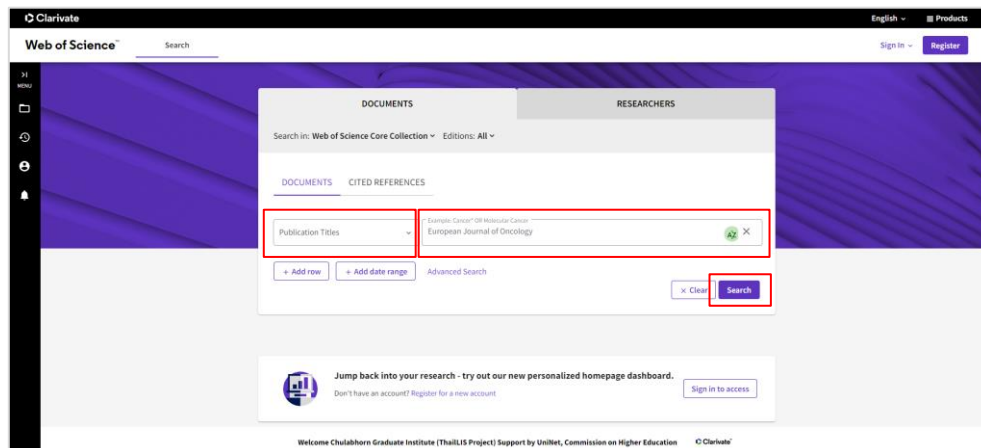 Clarivate English Products
Web of Science™ Search Sign In Register
MENU
DOCUMENTS RESEARCHERS
Search in: Web of Science Core Collection Editions: All
DOCUMENTS CITED REFERENCES
Example: Cancer* OR Molecular Cancer
Publication Titles European Journal of Oncology AZ
+ Add row + Add date range Advanced Search
× Clear Search
Jump back into your research - try out our new personalized homepage dashboard.
Don't have an account? Register for a new account
Sign in to access
Welcome Chulabhorn Graduate Institute (ThaiLIS Project) Support by UniNet, Commission on Higher Education Clarivate